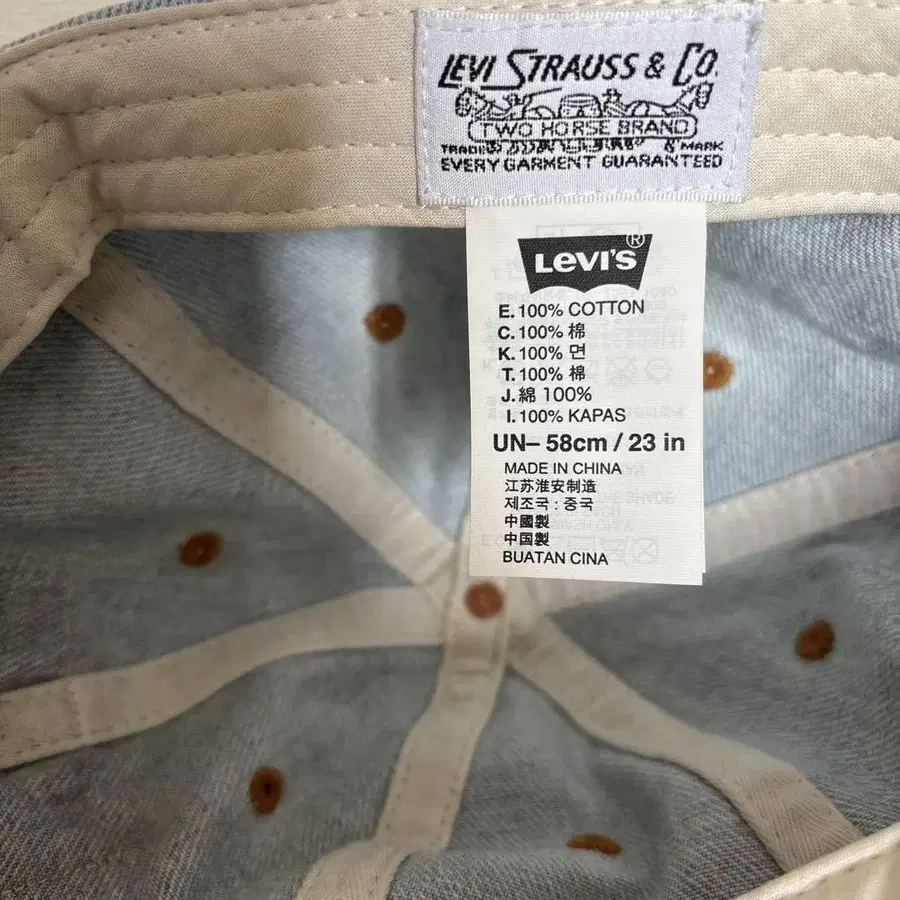 LEVI STRAUSS & CO.
TWO HORSE BRAND
TRADE MARK
EVERY GARMENT GUARANTEED
LEVI'S®
E. 100% COTTON
C. 100% 棉
K. 100% 면
T. 100% 棉
J. 綿 100%
I. 100% KAPAS
UN– 58cm / 23 in
MADE IN CHINA
江苏淮安制造
제조국 : 중국
中國製
中国製
BUATAN CINA